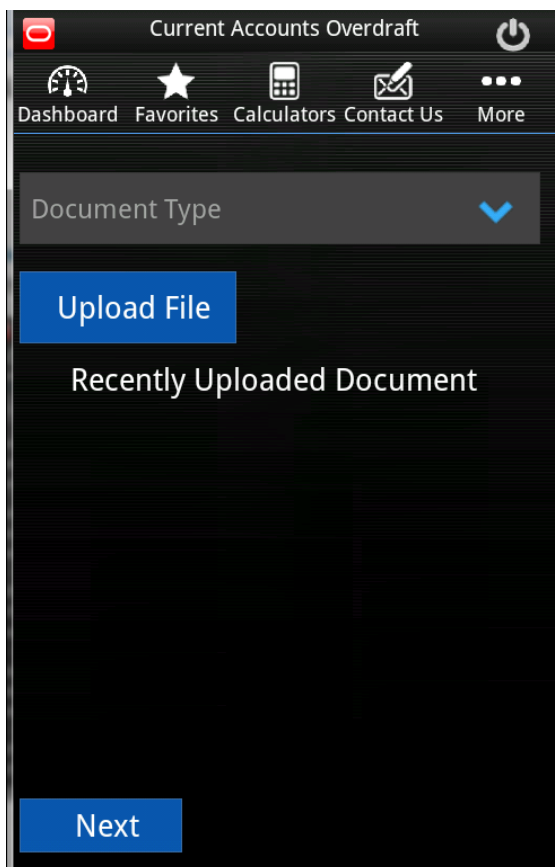 Current Accounts Overdraft
Dashboard Favorites Calculators Contact Us More
Document Type
Upload File
Recently Uploaded Document
Next